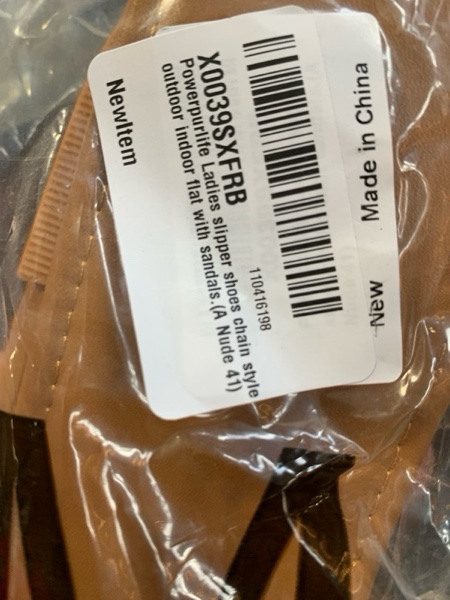 Made in China
New
110416198
X0039SXFRB
Powerpurlife Ladies slipper shoes chain style
outdoor indoor flat with sandals.(A Nude 41)
NewItem